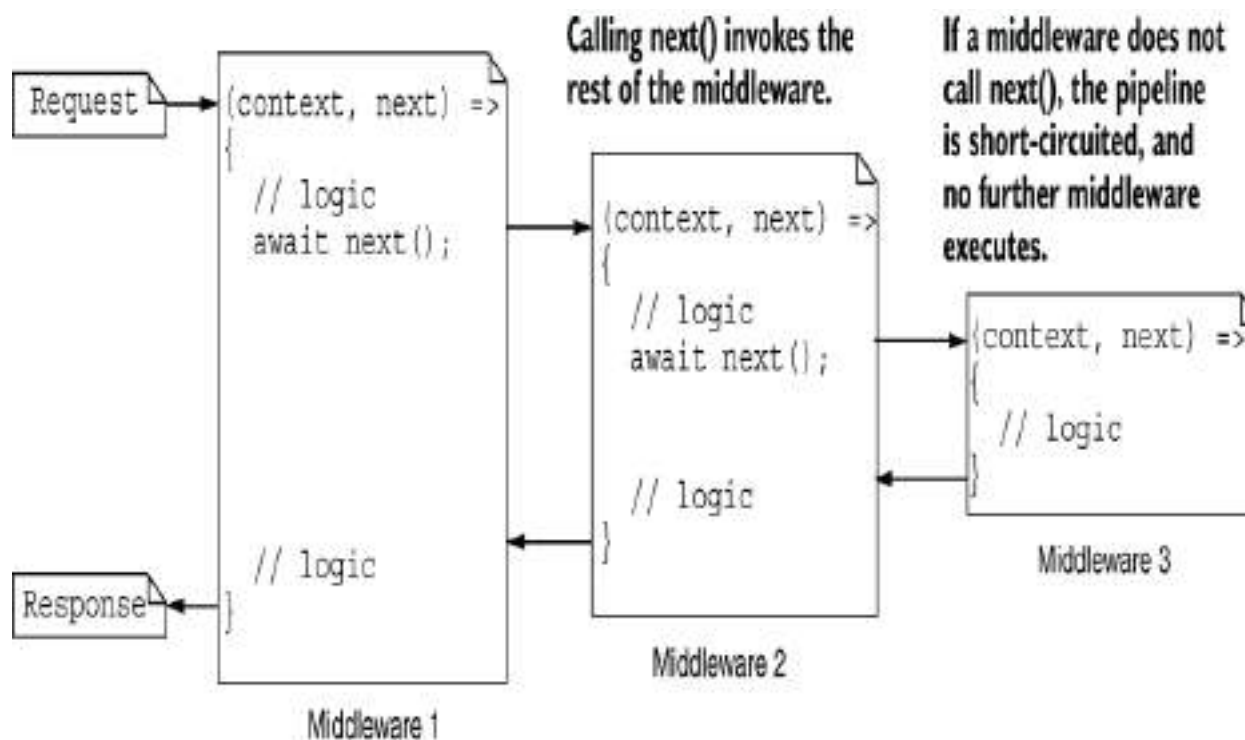 Calling next() invokes the
rest of the middleware.
If a middleware does not
call next(), the pipeline
is short-circuited, and
no further middleware
executes.
Request
(context, next) =>
{
// logic
await next();
// logic
}
Response
Middleware 1
(context, next) =>
{
// logic
await next();
// logic
}
Middleware 2
(context, next) =>
{
// logic
}
Middleware 3